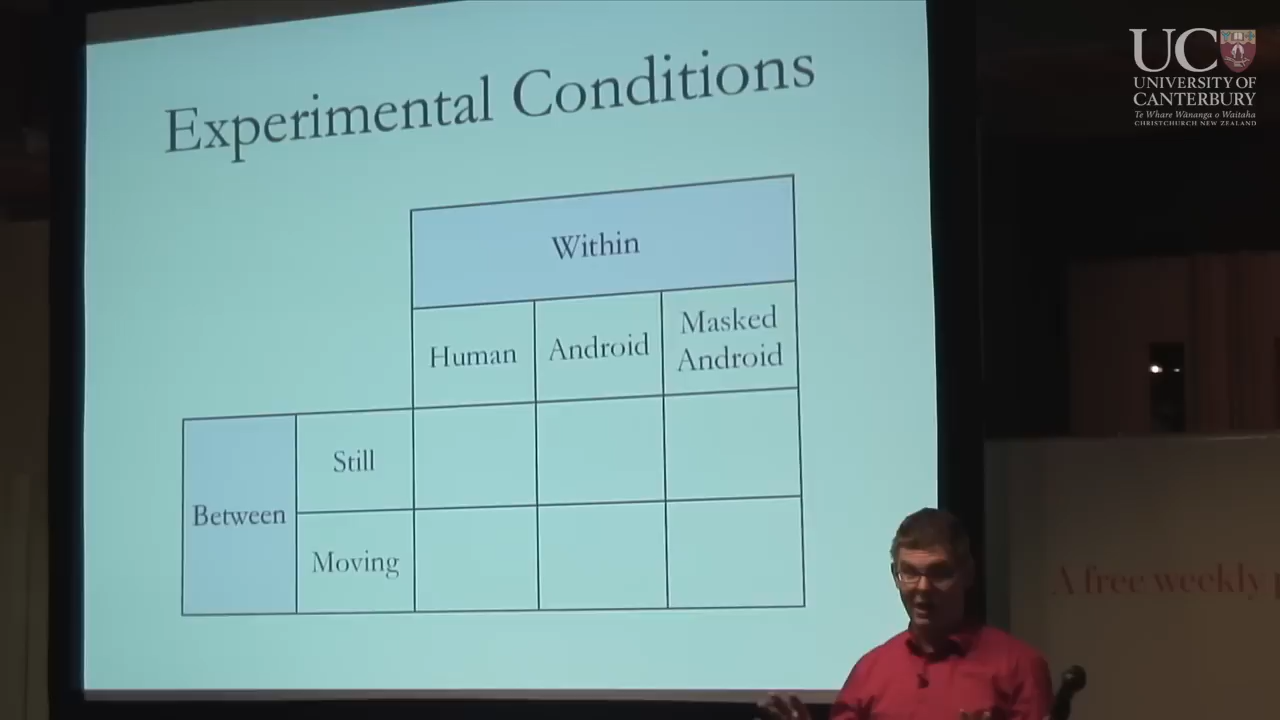 Experimental Conditions
Within
Human
Android
Masked
Android
Between
Still
Moving
UC
UNIVERSITY OF
CANTERBURY
Te Whare Wānanga o Waitaha
CHRISTCHURCH NEW ZEALAND
A free weekly